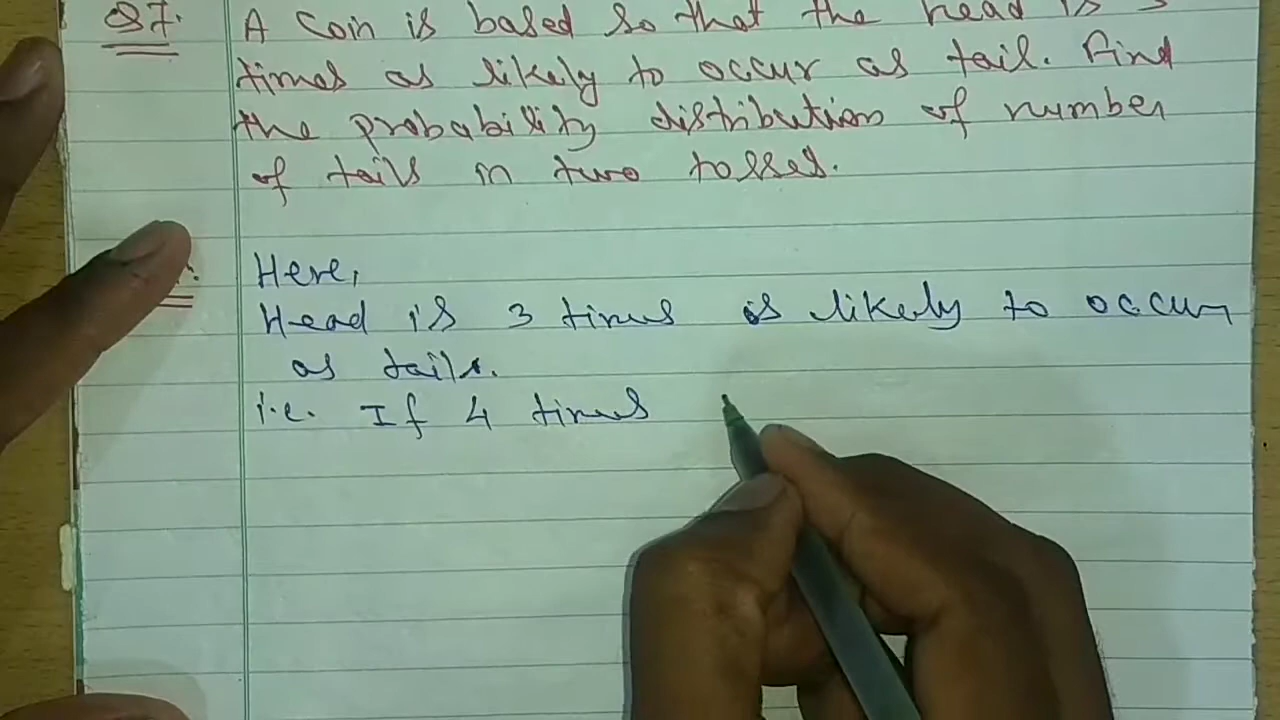 Q7. A Coin is based so that the head is 3
times as likely to occur as tail. Find
the probability distribution of number
of tails in two tosses.
Here,
Head is 3 times is likely to occur
as tails.
i.e. If 4 times